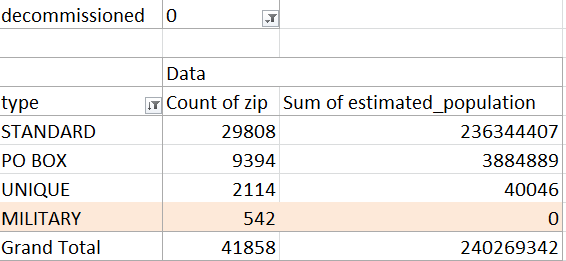 decommissioned 0
Data
type Count of zip Sum of estimated_population
STANDARD 29808 236344407
PO BOX 9394 3884889
UNIQUE 2114 40046
MILITARY 542 0
Grand Total 41858 240269342